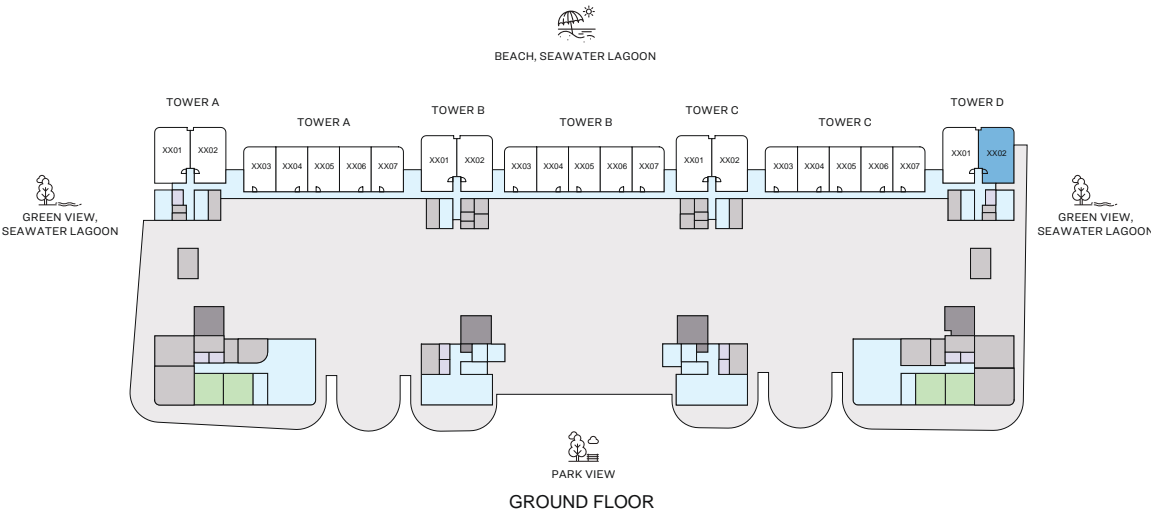 BEACH, SEAWATER LAGOON
TOWER A
TOWER A
TOWER B
TOWER B
TOWER C
TOWER C
TOWER D
XX01 XX02
XX03 XX04 XX05 XX06 XX07
XX01 XX02
XX03 XX04 XX05 XX06 XX07
XX01 XX02
XX03 XX04 XX05 XX06 XX07
XX01 XX02
GREEN VIEW,
SEAWATER LAGOON
GREEN VIEW,
SEAWATER LAGOON
PARK VIEW
GROUND FLOOR